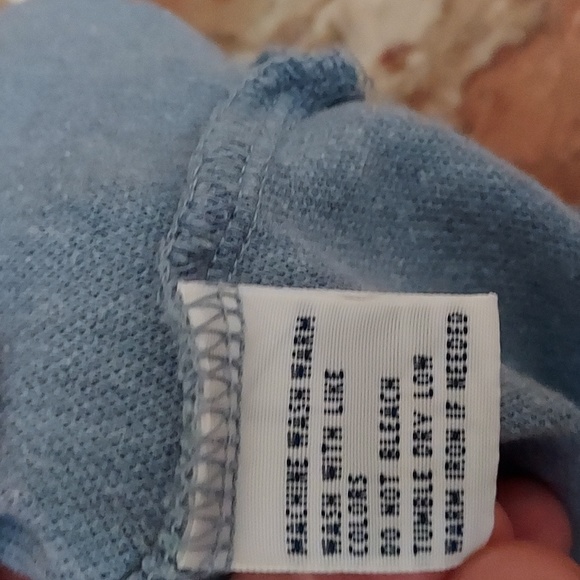 MACHINE WASH WARM
WASH WITH LIKE
COLORS
DO NOT BLEACH
TUMBLE DRY LOW
WARM IRON IF NEEDED